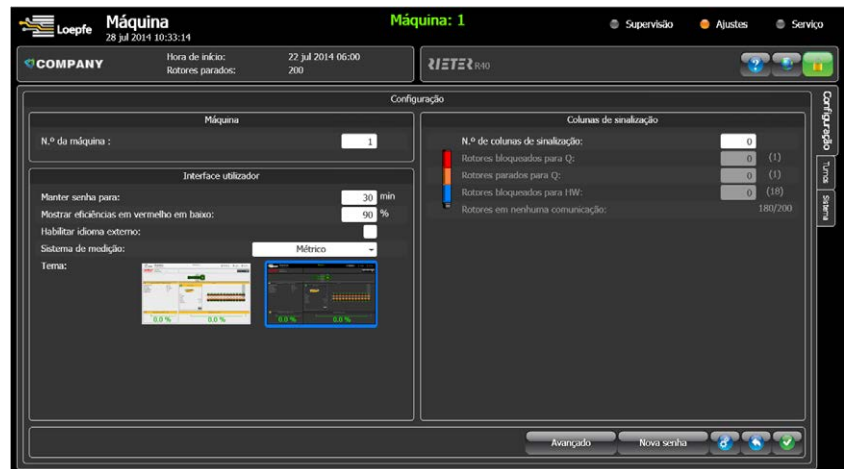 Loepfe
Máquina
28 jul 2014 10:33:14
Máquina: 1
Supervisão
Ajustes
Serviço
COMPANY
Hora de início: 22 jul 2014 06:00
Rotores parados: 200
RIETER R40
Configuração
Configuração
Turnos
Sistema
Máquina
N.º da máquina : 1
Interface utilizador
Manter senha para: 30 min
Mostrar eficiências em vermelho em baixo: 90 %
Habilitar idioma externo:
Sistema de medição: Métrico
Tema:
0.0 % 0.0 %
0.0 % 0.0 %
Colunas de sinalização
N.º de colunas de sinalização: 0
Rotores bloqueados para Q: 0 (1)
Rotores parados para Q: 0 (1)
Rotores bloqueados para HW: 0 (18)
Rotores em nenhuma comunicação: 180/200
Avançado
Nova senha